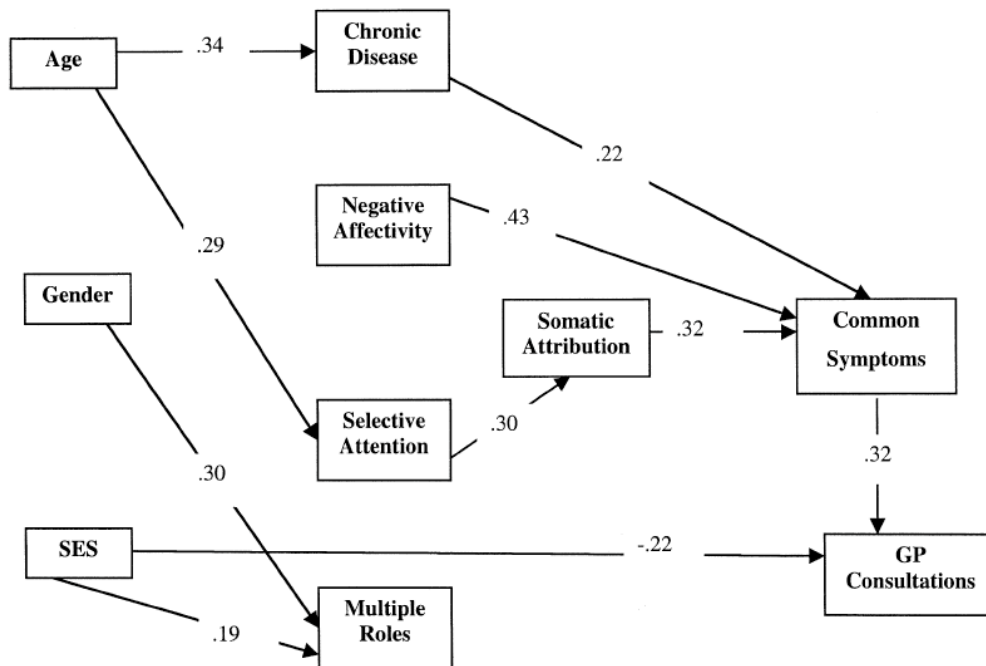 Age
.34
Chronic
Disease
.22
Negative
Affectivity
.43
.29
Gender
Somatic
Attribution
.32
Common
Symptoms
Selective
Attention
.30
.30
.32
SES
-.22
GP
Consultations
.19
Multiple
Roles